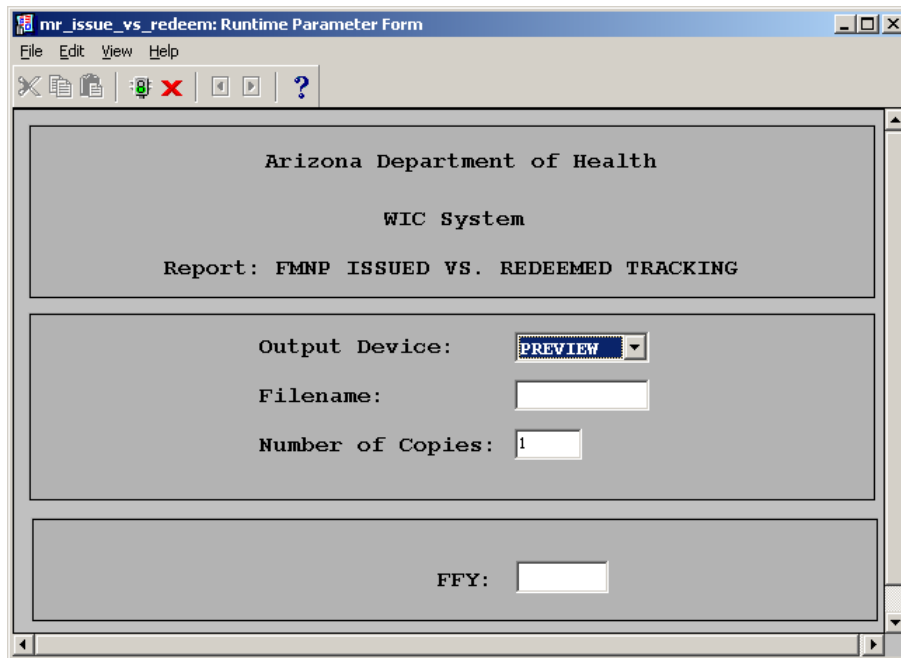 mr_issue_vs_redeem: Runtime Parameter Form
File Edit View Help
?
Arizona Department of Health
WIC System
Report: FMNP ISSUED VS. REDEEMED TRACKING
Output Device: PREVIEW
Filename:
Number of Copies: 1
FFY: